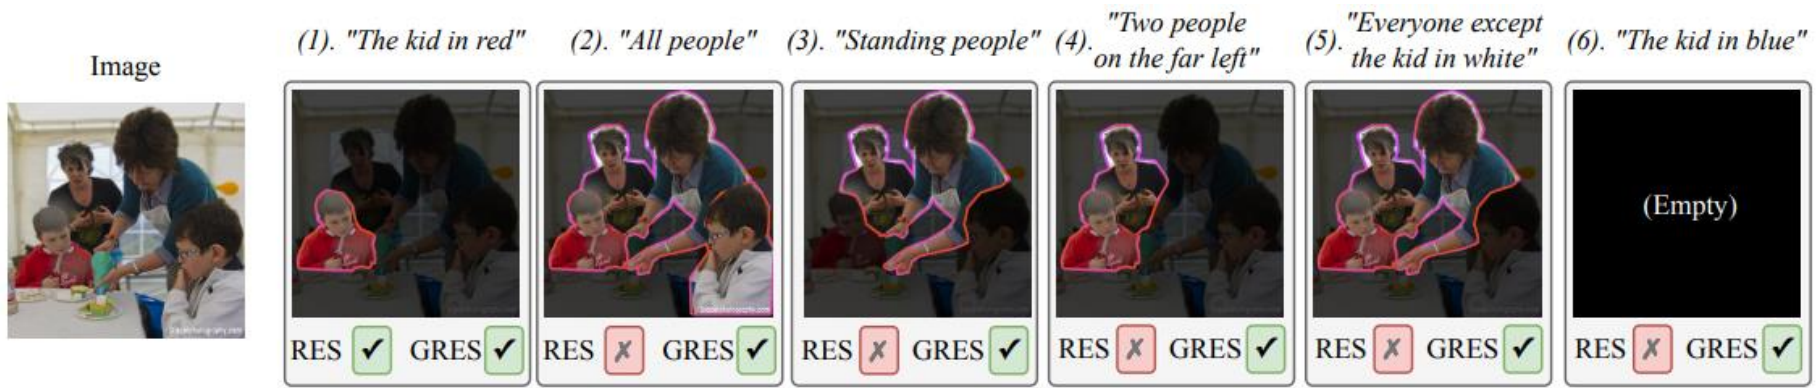 Image
(1). "The kid in red"
(2). "All people"
(3). "Standing people"
(4). "Two people
on the far left"
(5). "Everyone except
the kid in white"
(6). "The kid in blue"
(Empty)
RES ✔ GRES ✔
RES ✗ GRES ✔
RES ✗ GRES ✔
RES ✗ GRES ✔
RES ✗ GRES ✔
RES ✗ GRES ✔